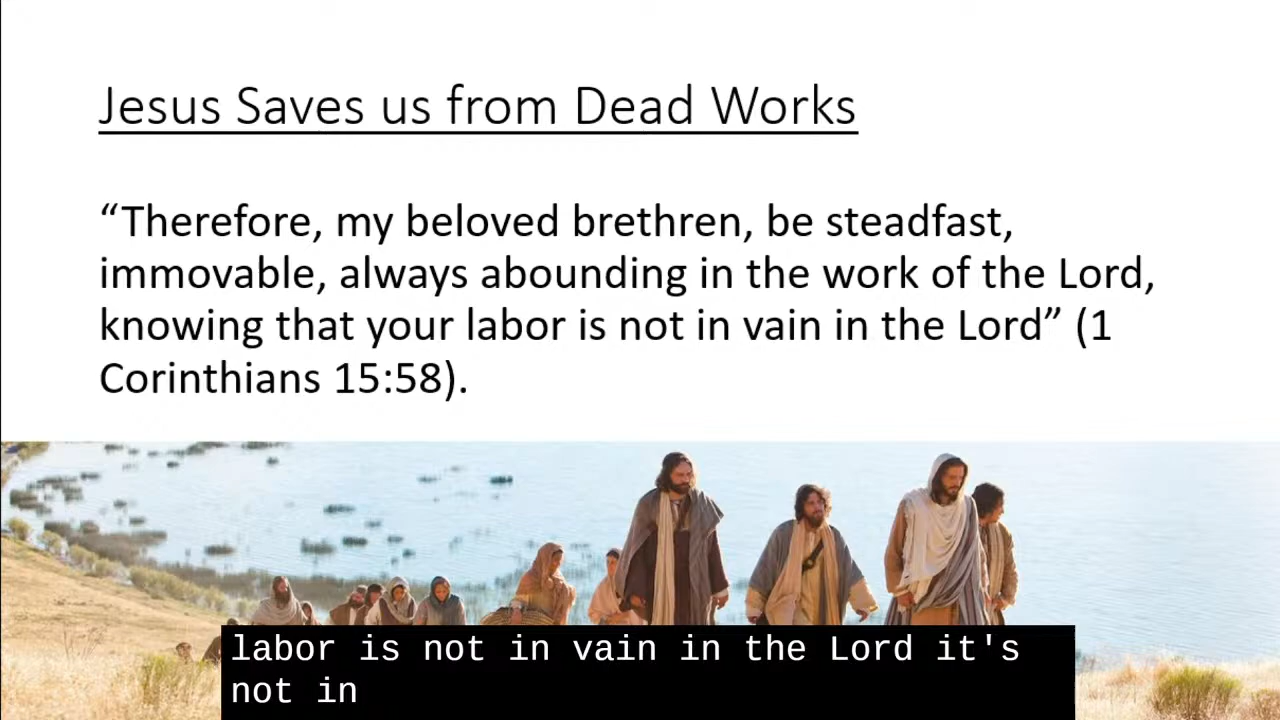 Jesus Saves us from Dead Works
“Therefore, my beloved brethren, be steadfast,
immovable, always abounding in the work of the Lord,
knowing that your labor is not in vain in the Lord” (1
Corinthians 15:58).
labor is not in vain in the Lord it's
not in